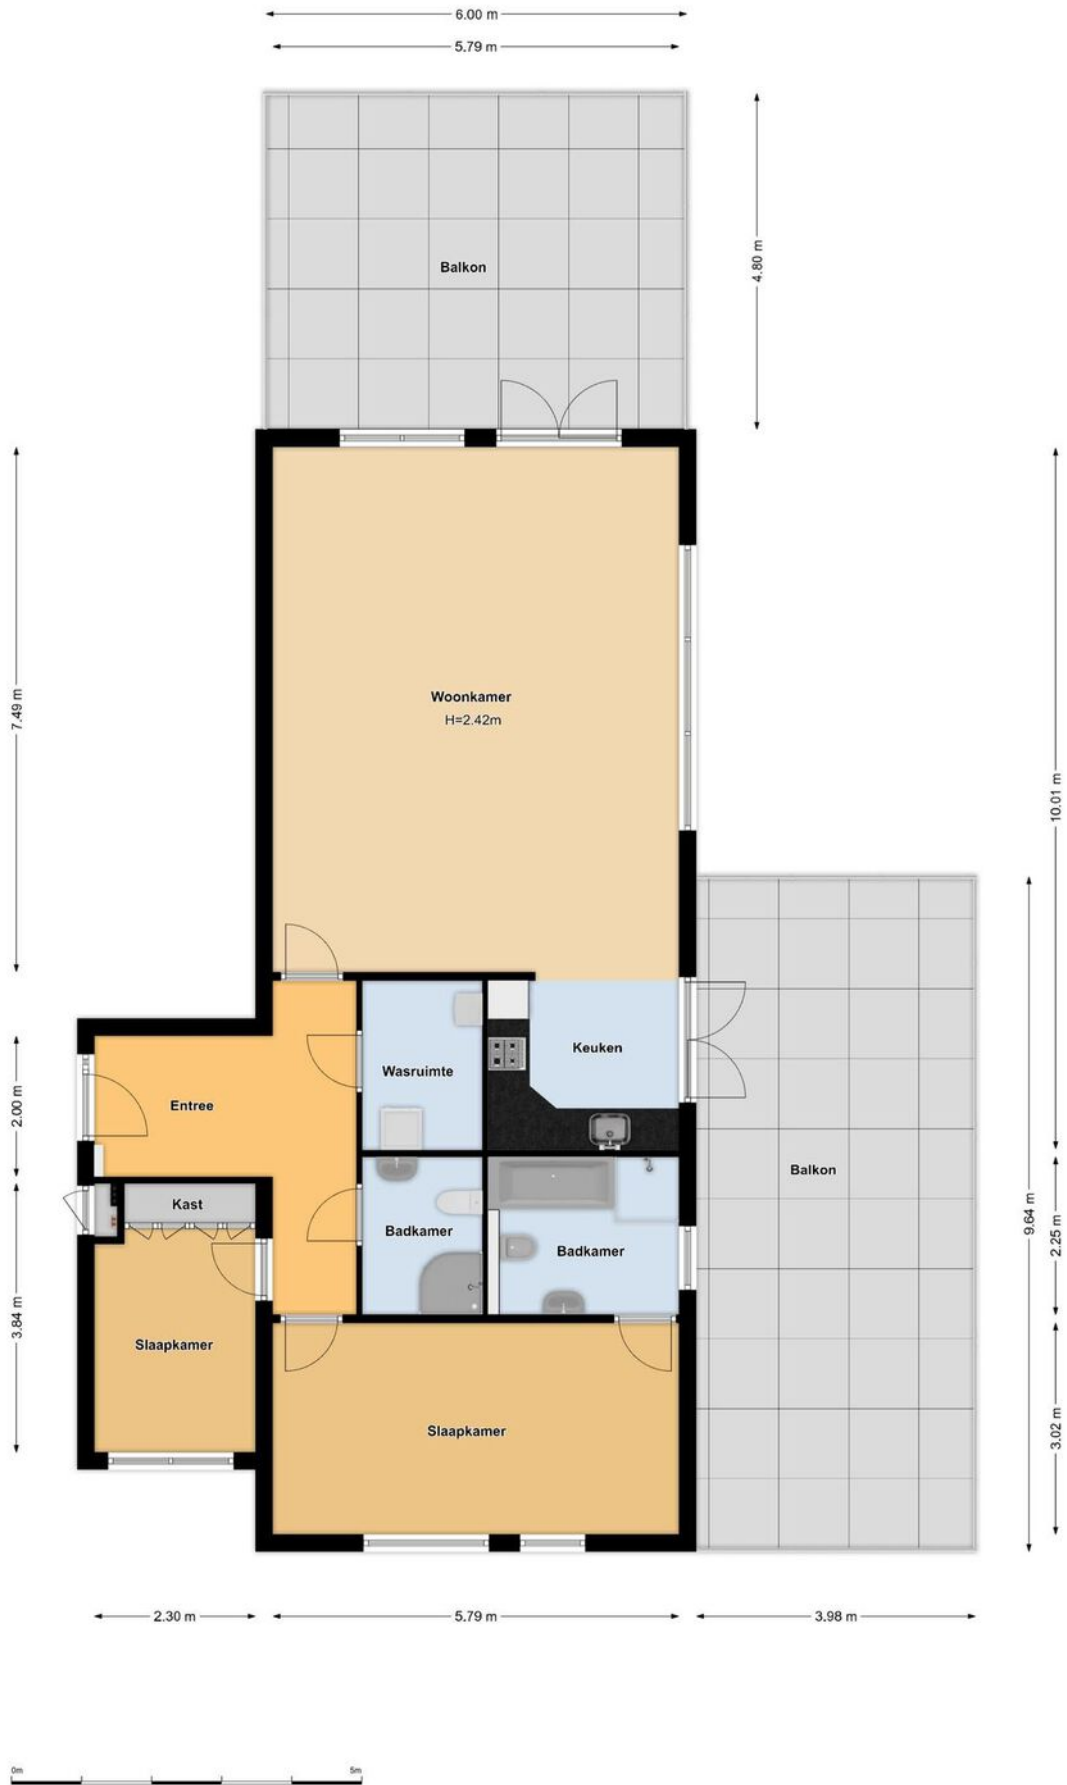 6.00 m
5.79 m
4.80 m
Balkon
7.49 m
Woonkamer
H=2.42m
10.01 m
Keuken
Wasruimte
Entree
2.00 m
Balkon
9.64 m
2.25 m
Kast
Badkamer
Badkamer
3.84 m
Slaapkamer
Slaapkamer
3.02 m
2.30 m
5.79 m
3.98 m
0m
5m